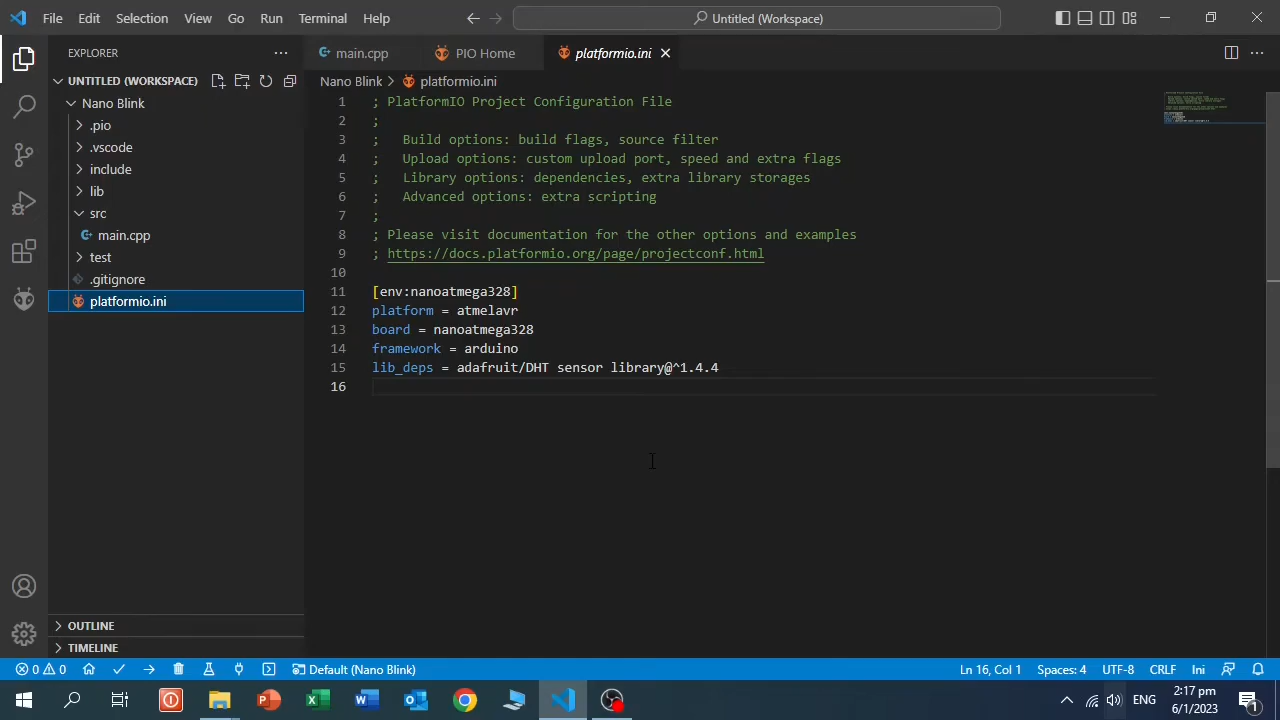 File Edit Selection View Go Run Terminal Help
Untitled (Workspace)
EXPLORER
main.cpp
PIO Home
platformio.ini
UNTITLED (WORKSPACE)
Nano Blink
.pio
.vscode
include
lib
src
main.cpp
test
.gitignore
platformio.ini
OUTLINE
TIMELINE
Nano Blink > platformio.ini
1 ; PlatformIO Project Configuration File
2 ;
3 ;   Build options: build flags, source filter
4 ;   Upload options: custom upload port, speed and extra flags
5 ;   Library options: dependencies, extra library storages
6 ;   Advanced options: extra scripting
7 ;
8 ; Please visit documentation for the other options and examples
9 ; https://docs.platformio.org/page/projectconf.html
10
11 [env:nanoatmega328]
12 platform = atmelavr
13 board = nanoatmega328
14 framework = arduino
15 lib_deps = adafruit/DHT sensor library@^1.4.4
16
0 0 Default (Nano Blink) Ln 16, Col 1 Spaces: 4 UTF-8 CRLF Ini
ENG
2:17 pm
6/1/2023
1